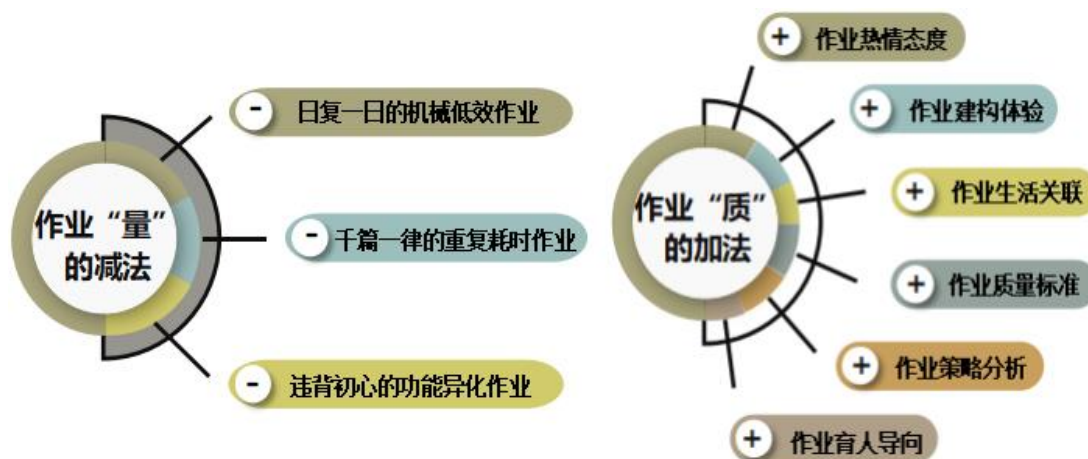 作业“量”
的减法
- 日复一日的机械低效作业
- 千篇一律的重复耗时作业
- 违背初心的功能异化作业
作业“质”
的加法
+ 作业热情态度
+ 作业建构体验
+ 作业生活关联
+ 作业质量标准
+ 作业策略分析
+ 作业育人导向